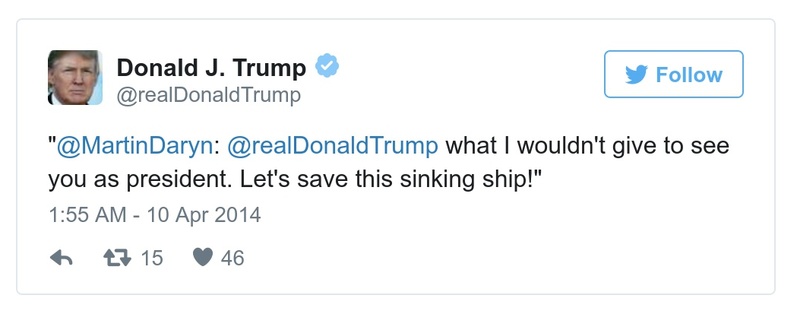 Donald J. Trump
@realDonaldTrump
Follow
"@MartinDaryn: @realDonaldTrump what I wouldn't give to see
you as president. Let's save this sinking ship!"
1:55 AM - 10 Apr 2014
15 46